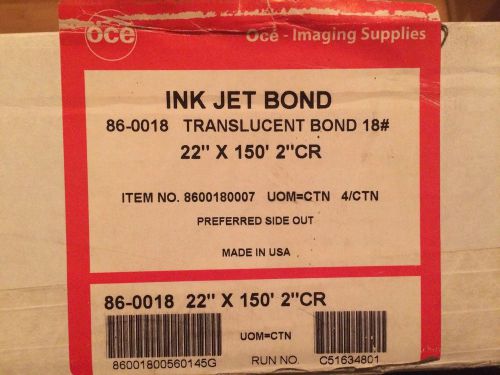 océ
Océ - Imaging Supplies
INK JET BOND
86-0018 TRANSLUCENT BOND 18#
22" X 150' 2"CR
ITEM NO. 8600180007 UOM=CTN 4/CTN
PREFERRED SIDE OUT
MADE IN USA
86-0018 22" X 150' 2"CR
UOM=CTN
86001800560145G RUN NO. C51634801